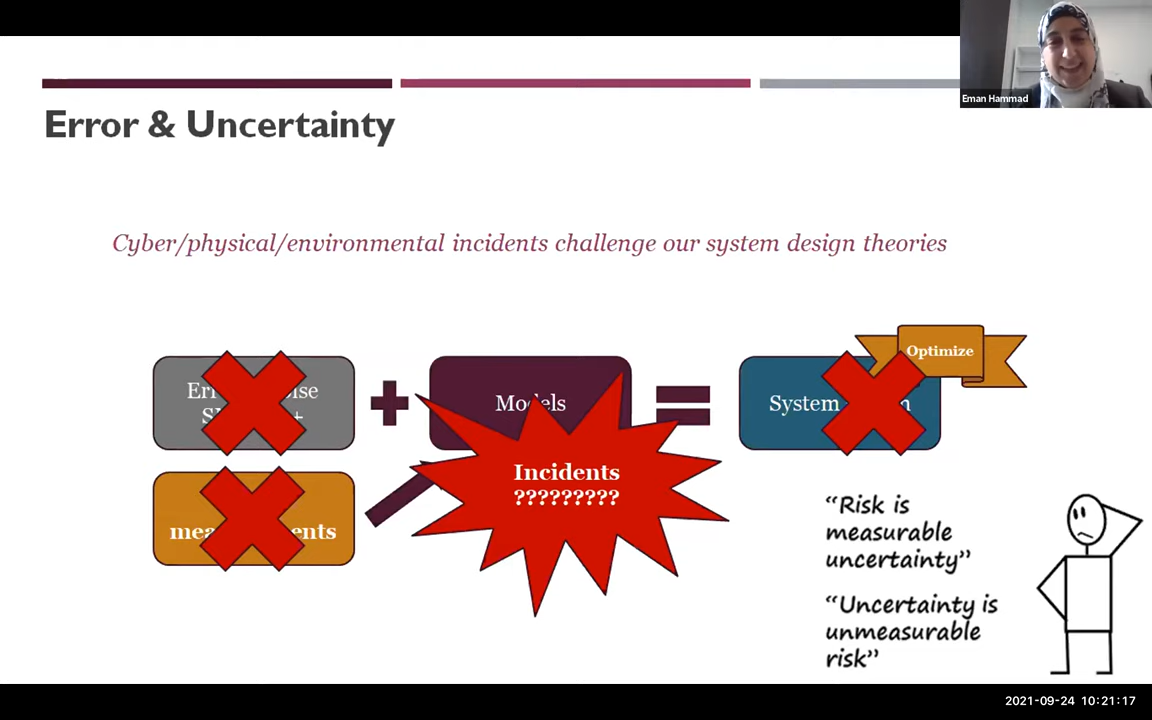 Eman Hammad
Error & Uncertainty
Cyber/physical/environmental incidents challenge our system design theories
Optimize
Models
System
Incidents
?????????
“Risk is
measurable
uncertainty”
“Uncertainty is
unmeasurable
risk”
2021-09-24 10:21:17